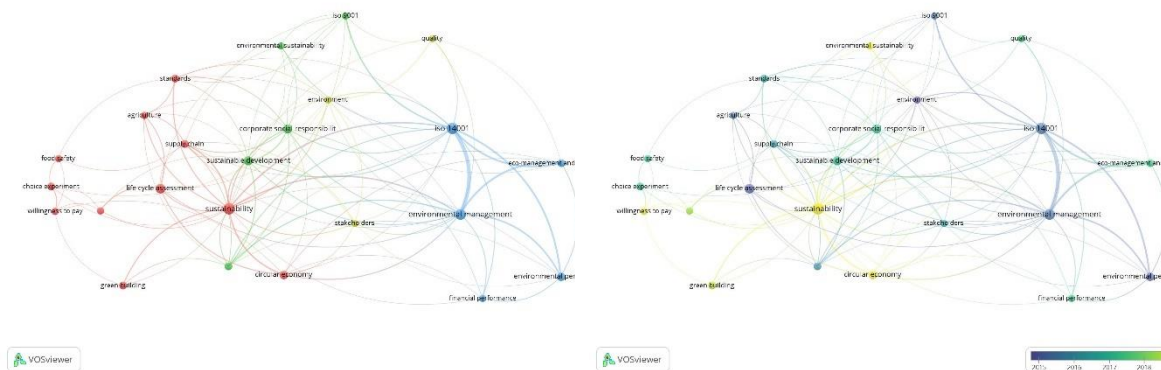 iso 9001
environmental sustainability
quality
standards
environment
agriculture
corporate social responsibilit
iso 14001
supply chain
food safety
sustainable development
eco-management and
choice experiment
life cycle assessment
willingness to pay
sustainability
environmental management
stakeholders
circular economy
environmental per
green building
financial performance
VOSviewer
iso 9001
environmental sustainability
quality
standards
environment
agriculture
corporate social responsibilit
iso 14001
supply chain
food safety
sustainable development
eco-management and
choice experiment
life cycle assessment
willingness to pay
sustainability
environmental management
stakeholders
circular economy
environmental per
green building
financial performance
VOSviewer
2015 2016 2017 2018